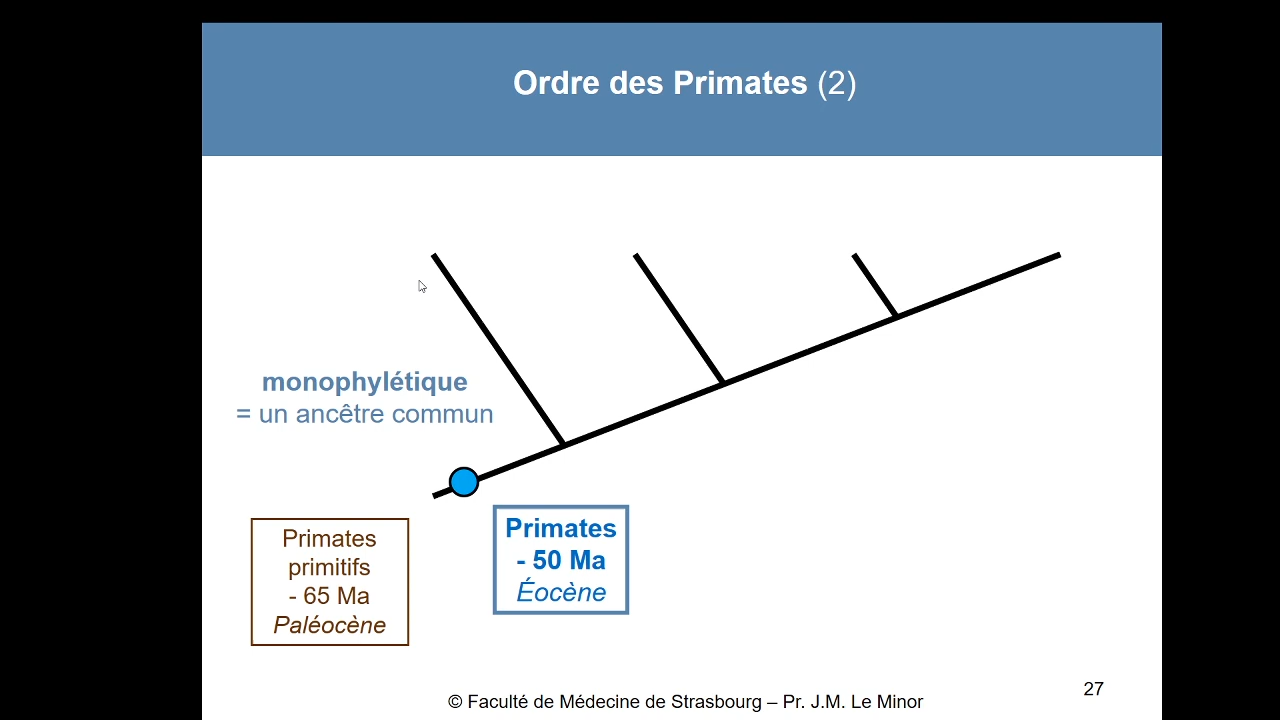 Ordre des Primates (2)
monophylétique
= un ancêtre commun
Primates
primitifs
- 65 Ma
Paléocène
Primates
- 50 Ma
Éocène
27
© Faculté de Médecine de Strasbourg – Pr. J.M. Le Minor